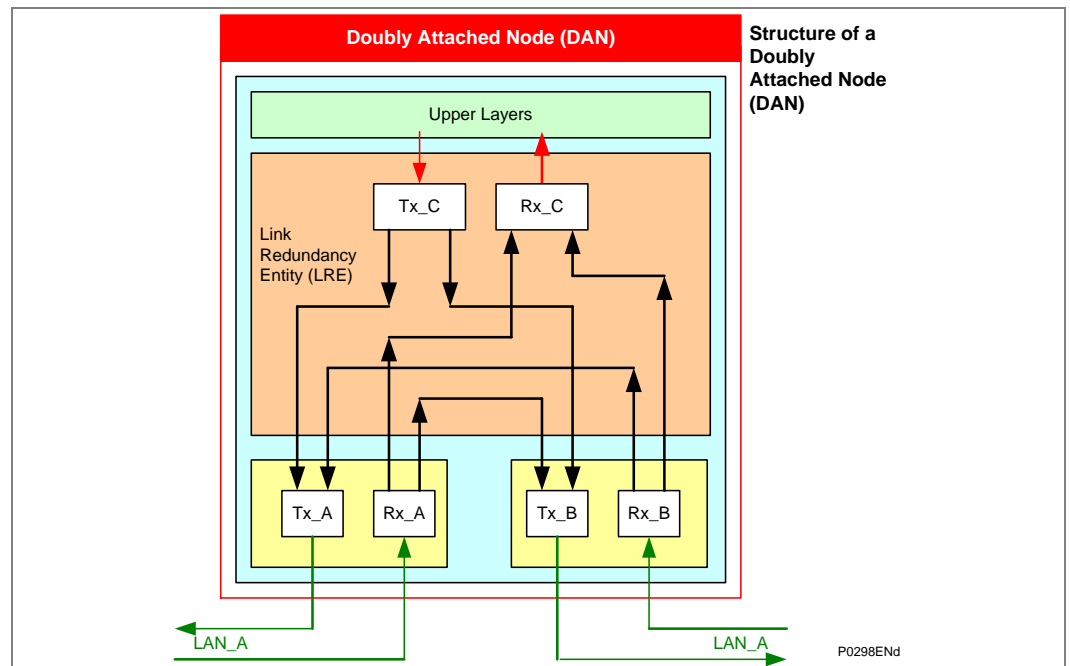 Doubly Attached Node (DAN)
Structure of a
Doubly
Attached Node
(DAN)
Upper Layers
Tx_C
Rx_C
Link
Redundancy
Entity (LRE)
Tx_A
Rx_A
Tx_B
Rx_B
LAN_A
LAN_A
P0298ENd